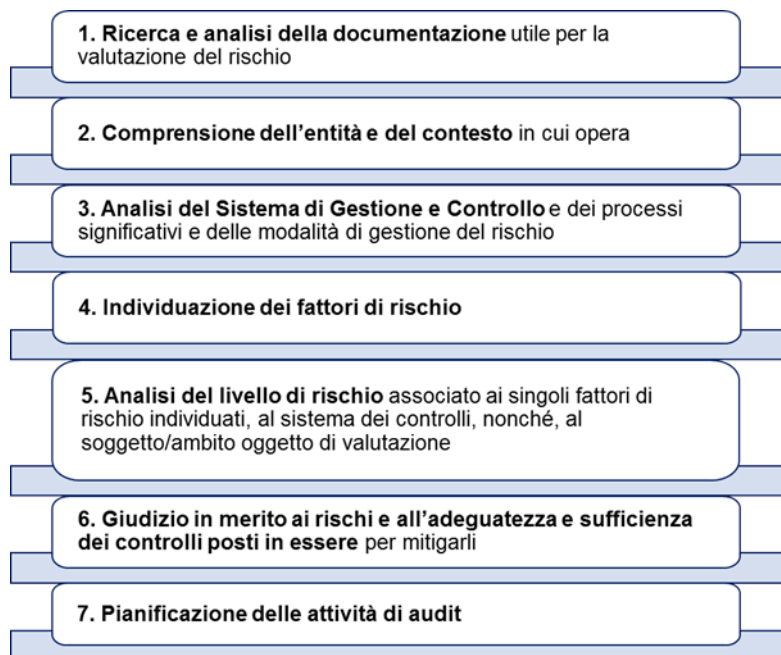 1. Ricerca e analisi della documentazione utile per la
valutazione del rischio
2. Comprensione dell'entità e del contesto in cui opera
3. Analisi del Sistema di Gestione e Controllo e dei processi
significativi e delle modalità di gestione del rischio
4. Individuazione dei fattori di rischio
5. Analisi del livello di rischio associato ai singoli fattori di
rischio individuati, al sistema dei controlli, nonché, al
soggetto/ambito oggetto di valutazione
6. Giudizio in merito ai rischi e all'adeguatezza e sufficienza
dei controlli posti in essere per mitigarli
7. Pianificazione delle attività di audit